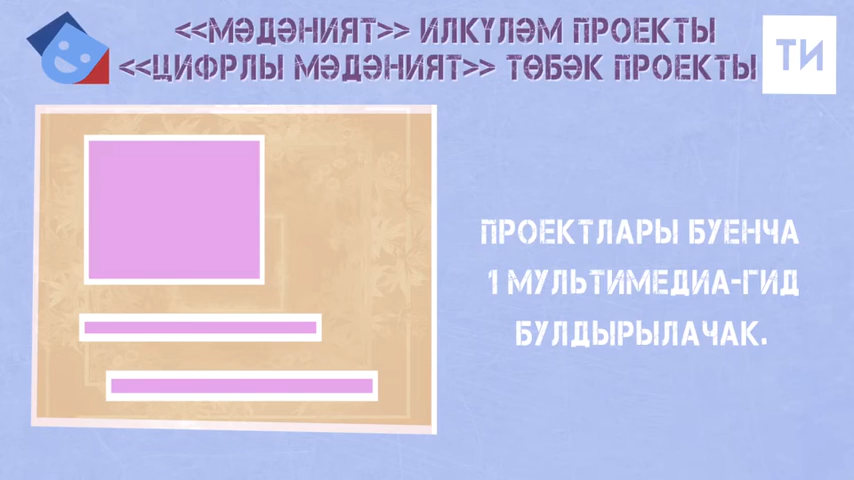 <<МӘДӘНИЯТ>> ИЛКҮЛӘМ ПРОЕКТЫ
<<ЦИФРЛЫ МӘДӘНИЯТ>> ТӨБӘК ПРОЕКТЫ
ТИ
ПРОЕКТЛАРЫ БУЕНЧА
1 МУЛЬТИМЕДИА-ГИД
БУЛДЫРЫЛАЧАК.